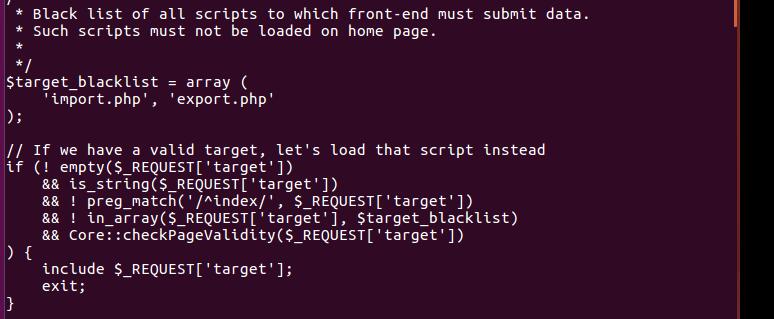 /
 * Black list of all scripts to which front-end must submit data.
 * Such scripts must not be loaded on home page.
 *
 */
$target_blacklist = array (
    'import.php', 'export.php'
);

// If we have a valid target, let's load that script instead
if (! empty($_REQUEST['target'])
    && is_string($_REQUEST['target'])
    && ! preg_match('/^index/', $_REQUEST['target'])
    && ! in_array($_REQUEST['target'], $target_blacklist)
    && Core::checkPageValidity($_REQUEST['target'])
) {
    include $_REQUEST['target'];
    exit;
}